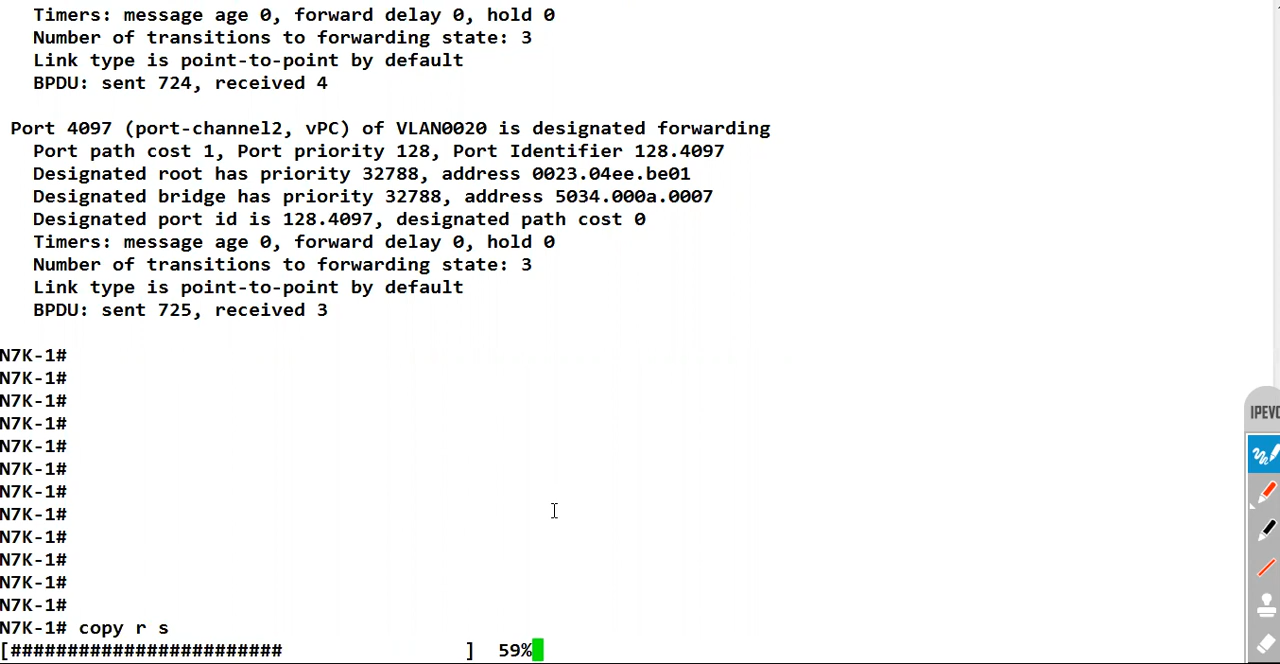 Timers: message age 0, forward delay 0, hold 0
Number of transitions to forwarding state: 3
Link type is point-to-point by default
BPDU: sent 724, received 4
Port 4097 (port-channel2, vPC) of VLAN0020 is designated forwarding
Port path cost 1, Port priority 128, Port Identifier 128.4097
Designated root has priority 32788, address 0023.04ee.be01
Designated bridge has priority 32788, address 5034.000a.0007
Designated port id is 128.4097, designated path cost 0
Timers: message age 0, forward delay 0, hold 0
Number of transitions to forwarding state: 3
Link type is point-to-point by default
BPDU: sent 725, received 3
N7K-1#
N7K-1#
N7K-1#
N7K-1#
N7K-1#
N7K-1#
N7K-1#
N7K-1#
N7K-1#
N7K-1#
N7K-1#
N7K-1#
N7K-1# copy r s
[########################                ]  59%
IPEVO